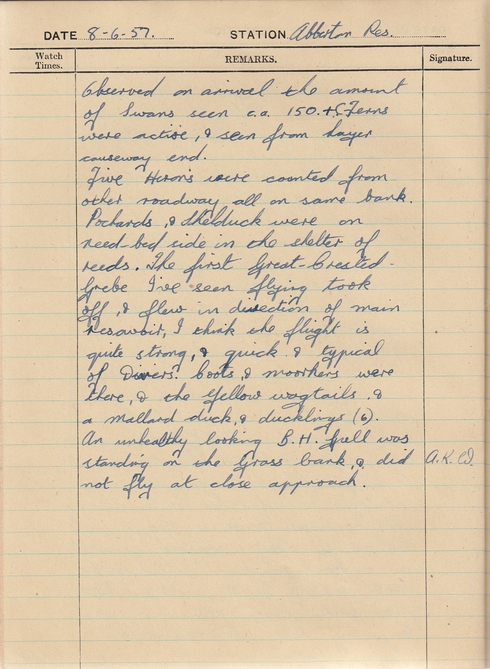 DATE 8-6-57. STATION Abberton Res.
Watch Times. REMARKS. Signature.
Observed on arrival the amount
of Swans seen c.a. 150. + C/Terns
were active, & seen from Layer
causeway end.
Five Heron's were counted from
other roadway all on same bank.
Pochards, & Shelduck were on
reed-bed side in the shelter of
reeds. The first Great-Crested-
Grebe I've seen flying took
off, & flew in direction of main
resavoir, I think the flight is
quite strong, & quick & typical
of Divers. Coots, & moorhens were
there, & the Yellow wagtails, &
a Mallard duck, & ducklings (6).
An unhealthy looking B.H. gull was
standing on the Grass bank, & did A.K.W.
not fly at close approach.